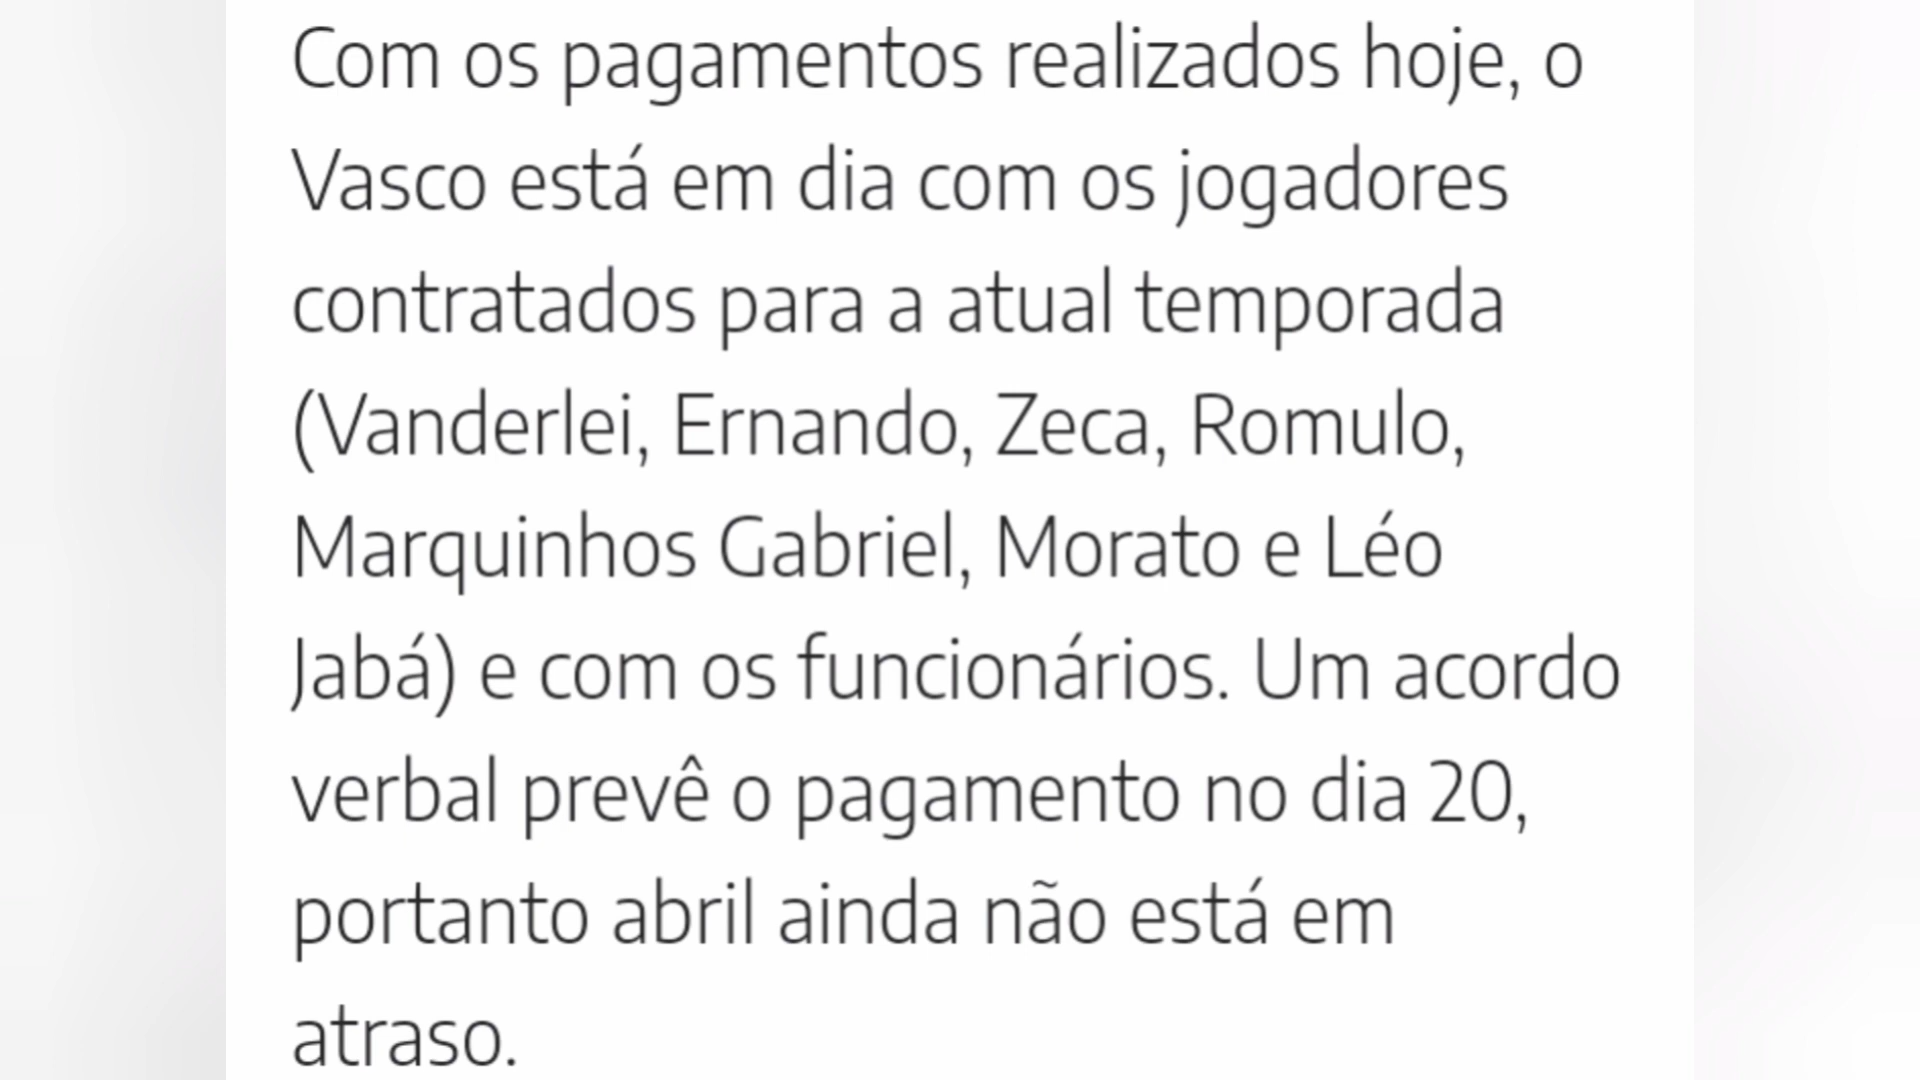 Com os pagamentos realizados hoje, o
Vasco está em dia com os jogadores
contratados para a atual temporada
(Vanderlei, Ernando, Zeca, Romulo,
Marquinhos Gabriel, Morato e Léo
Jabá) e com os funcionários. Um acordo
verbal prevê o pagamento no dia 20,
portanto abril ainda não está em
atraso.